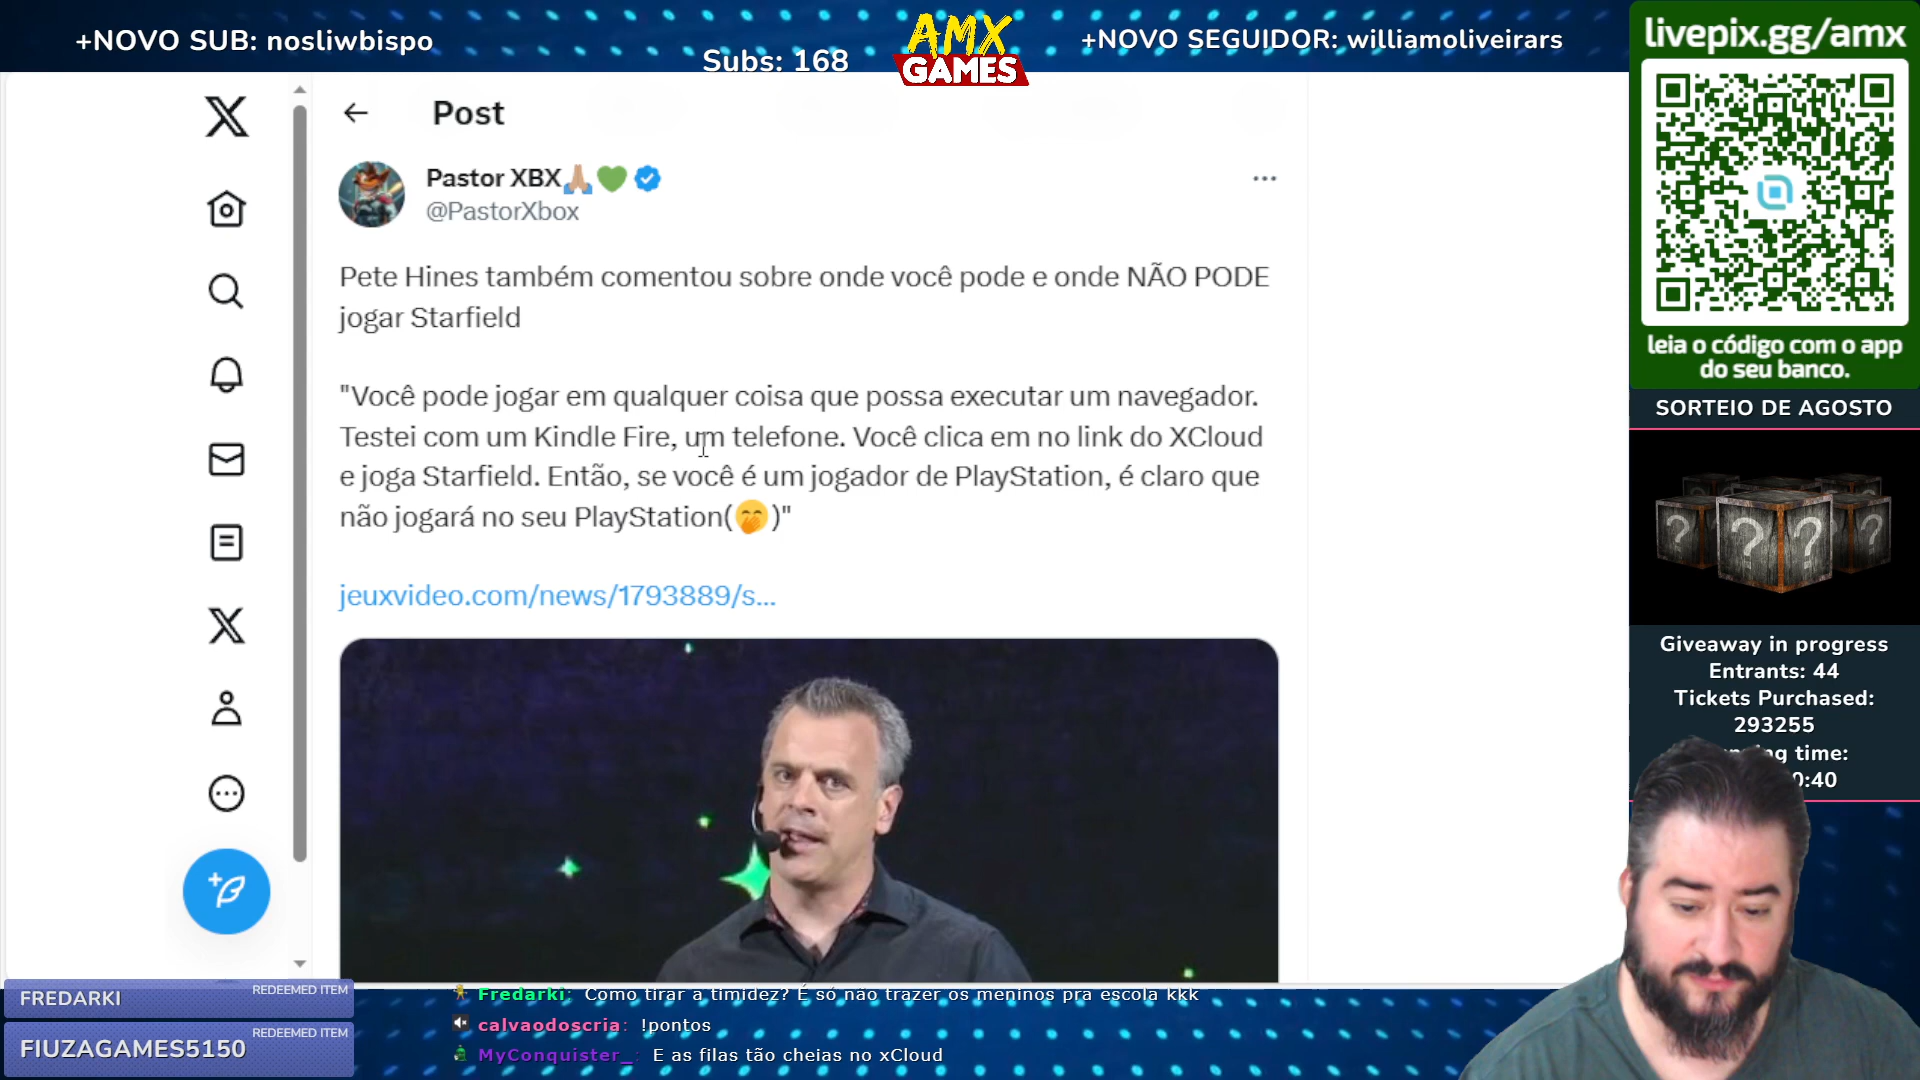 +NOVO SUB: nosliwbispo
Subs: 168
AMX
GAMES
+NOVO SEGUIDOR: williamoliveirars
livepix.gg/amx
leia o código com o app
do seu banco.
SORTEIO DE AGOSTO
? ? ? ?
Giveaway in progress
Entrants: 44
Tickets Purchased:
293255
time:
0:40
Post
Pastor XBX🙏🏼💚
@PastorXbox
Pete Hines também comentou sobre onde você pode e onde NÃO PODE
jogar Starfield
"Você pode jogar em qualquer coisa que possa executar um navegador.
Testei com um Kindle Fire, um telefone. Você clica em no link do XCloud
e joga Starfield. Então, se você é um jogador de PlayStation, é claro que
não jogará no seu PlayStation(🤭)"
jeuxvideo.com/news/1793889/s...
FREDARKI
REDEEMED ITEM
FIUZAGAMES5150
REDEEMED ITEM
Fredarki: Como tirar a timidez? É só não trazer os meninos pra escola kkk
calvaodoscria: !pontos
MyConquister_: E as filas tão cheias no xCloud